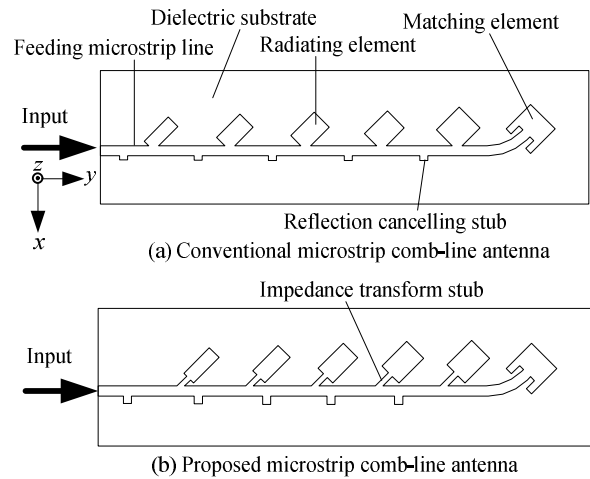 Dielectric substrate
Matching element
Feeding microstrip line
Radiating element
Input
z
y
x
Reflection cancelling stub
(a) Conventional microstrip comb-line antenna
Impedance transform stub
Input
(b) Proposed microstrip comb-line antenna